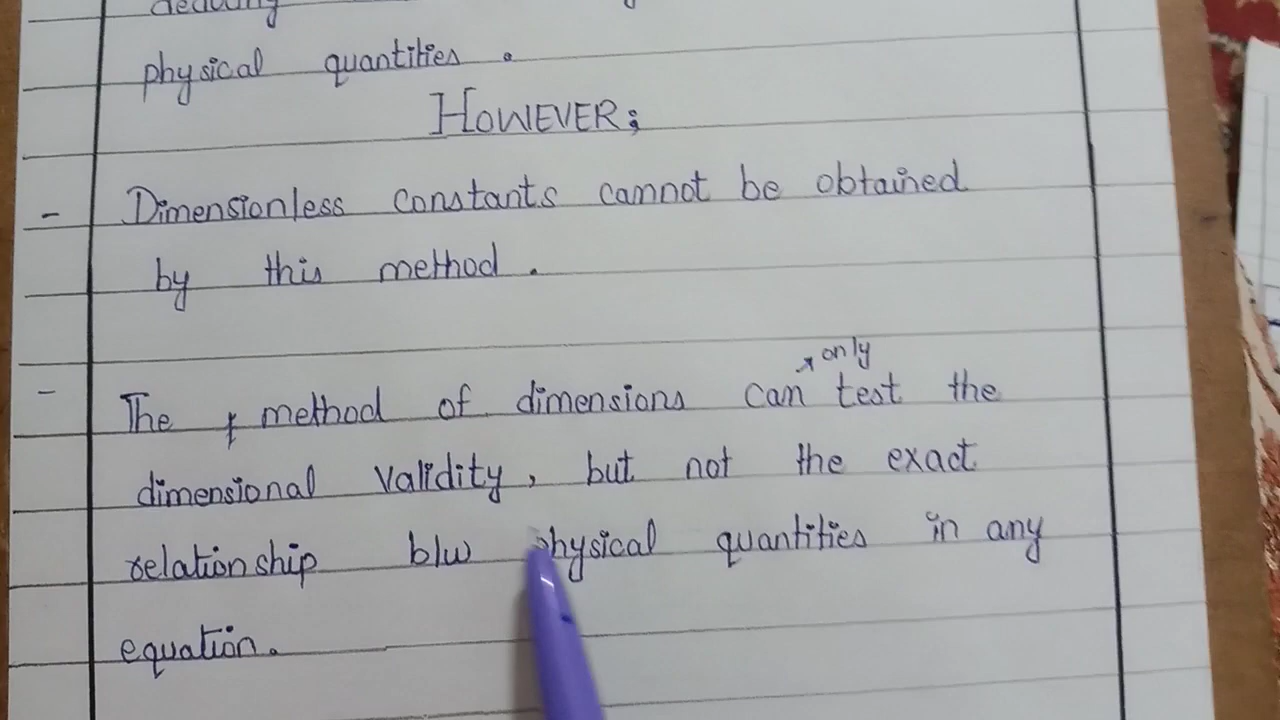 deducing
physical quantities .
HOWEVER;
- Dimensionless constants cannot be obtained
by this method .
only
- The method of dimensions can test the
dimensional validity, but not the exact
relationship b/w physical quantities in any
equation.